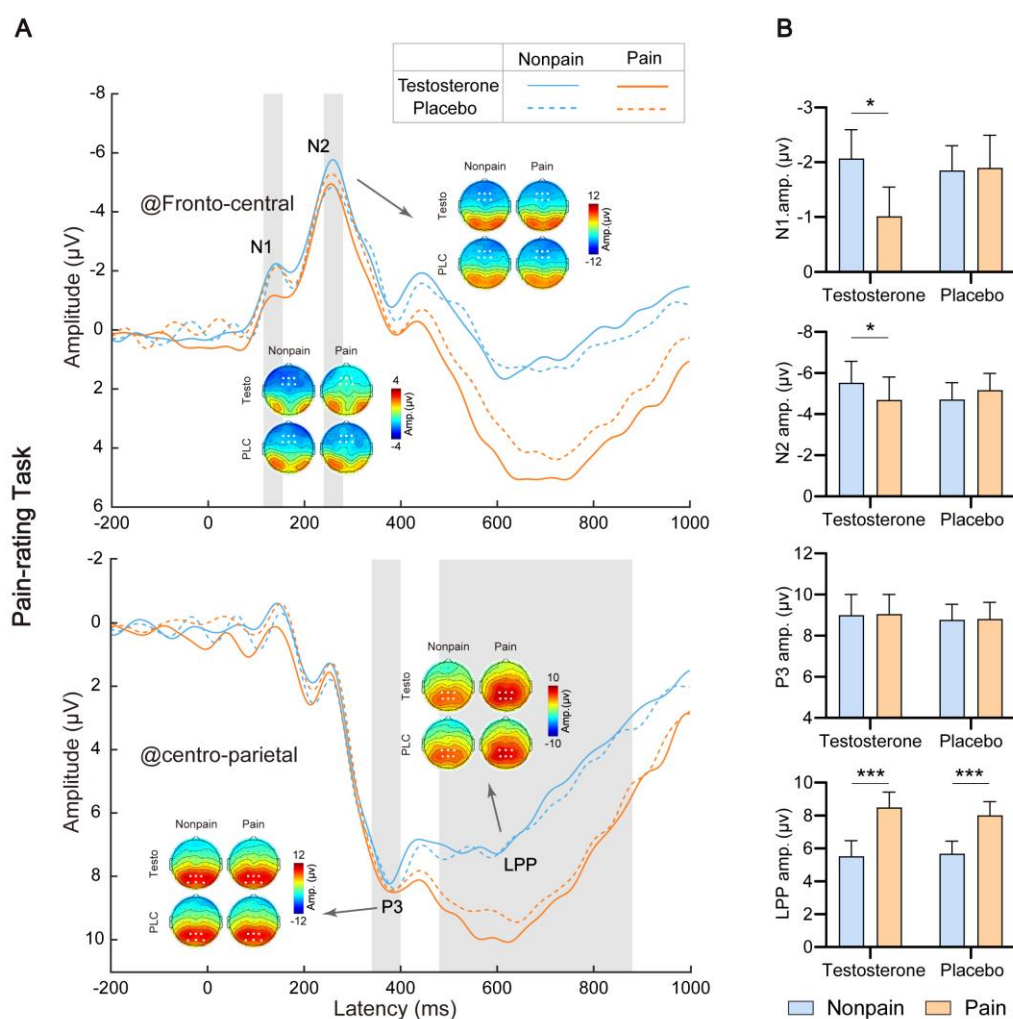 A
B
Nonpain Pain
Testosterone
Placebo
Pain-rating Task
Amplitude (μV)
-8
-6
-4
-2
0
2
4
6
-200 0 200 400 600 800 1000
@Fronto-central
N1
N2
Nonpain Pain
Testo
PLC
12
-12
Amp.(μv)
Nonpain Pain
Testo
PLC
4
-4
Amp.(μv)
Amplitude (μV)
-2
0
2
4
6
8
10
-200 0 200 400 600 800 1000
Latency (ms)
@centro-parietal
P3
LPP
Nonpain Pain
Testo
PLC
10
-10
Amp.(μv)
Nonpain Pain
Testo
PLC
12
-12
Amp. (μv)
N1.amp. (μv)
-3
-2
-1
0
*
Testosterone Placebo
N2 amp. (μv)
-8
-6
-4
-2
0
*
Testosterone Placebo
P3 amp. (μv)
12
10
8
6
4
Testosterone Placebo
LPP amp. (μv)
12
9
6
3
0
*** ***
Testosterone Placebo
Nonpain Pain